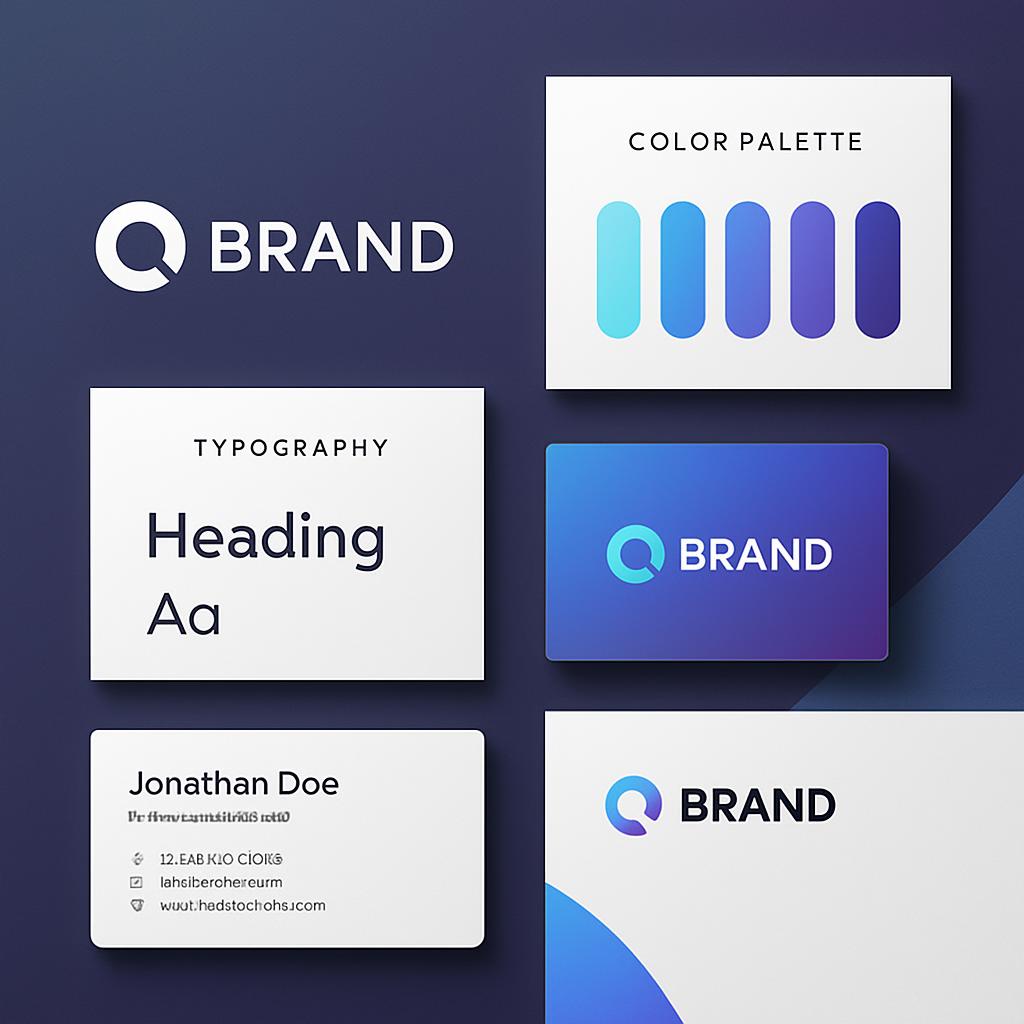 BRAND
COLOR PALETTE
TYPOGRAPHY
Heading
Aa
BRAND
Jonathan Doe
BRAND